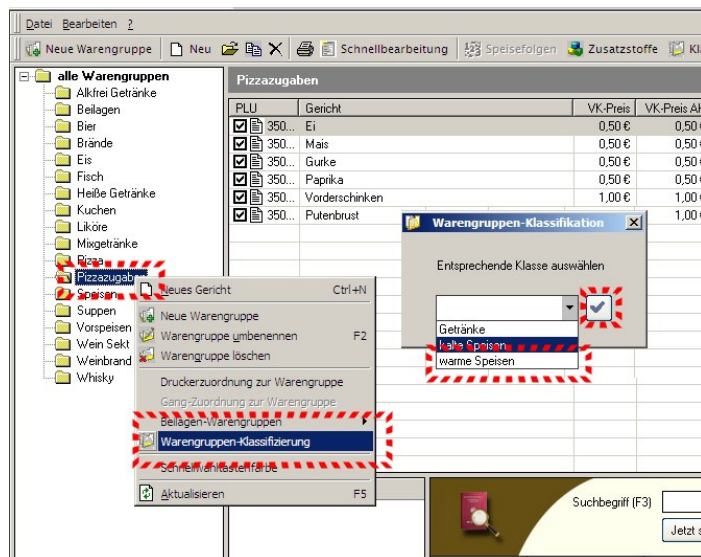 Datei Bearbeiten ?
Neue Warengruppe Neu Schnellbearbeitung Speisefolgen Zusatzstoffe
alle Warengruppen
Alkfrei Getränke
Beilagen
Bier
Brände
Eis
Fisch
Heiße Getränke
Kuchen
Liköre
Mixgetränke
Pizza
Pizzazugaben
Speisen
Suppen
Vorspeisen
Wein Sekt
Weinbrand
Whisky
Pizzazugaben
PLU Gericht VK-Preis VK-Preis
350... Ei 0,50 € 0,50
350... Mais 0,50 € 0,50
350... Gurke 0,50 € 0,50
350... Paprika 0,50 € 0,50
350... Vorderschinken 1,00 € 1,00
350... Putenbrust 1,00
Neues Gericht Ctrl+N
Neue Warengruppe
Warengruppe umbenennen F2
Warengruppe löschen
Druckerzuordnung zur Warengruppe
Gang-Zuordnung zur Warengruppe
Beilagen-Warengruppen
Warengruppen-Klassifizierung
Schnellwahltastenfarbe
Aktualisieren F5
Warengruppen-Klassifikation X
Entsprechende Klasse auswählen
Getränke
kalte Speisen
warme Speisen
Suchbegriff (F3)
Jetzt